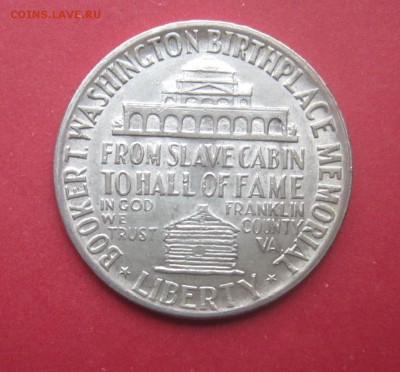 COINS.LAVE.RU
BOOKER T. WASHINGTON BIRTHPLACE MEMORIAL
FROM SLAVE CABIN
TO HALL OF FAME
IN GOD FRANKLIN
WE COUNTY
TRUST VA.
★ LIBERTY ★